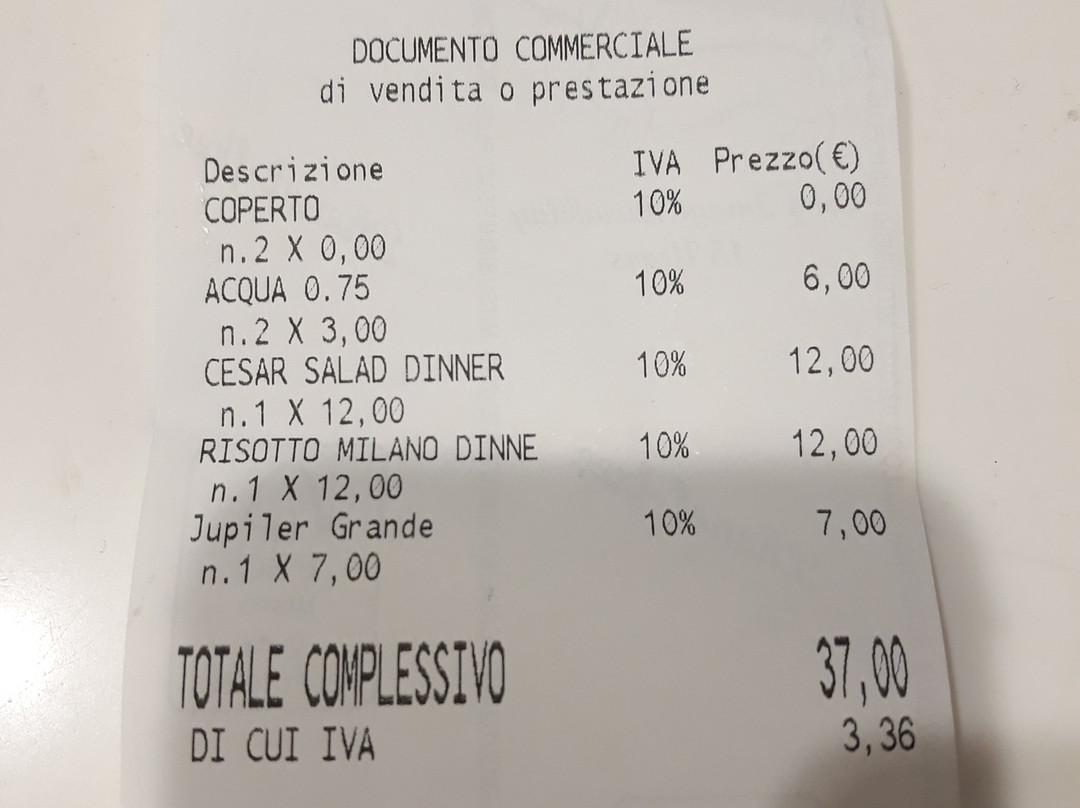 DOCUMENTO COMMERCIALE
di vendita o prestazione
Descrizione IVA Prezzo(€)
COPERTO 10% 0,00
n.2 X 0,00
ACQUA 0.75 10% 6,00
n.2 X 3,00
CESAR SALAD DINNER 10% 12,00
n.1 X 12,00
RISOTTO MILANO DINNE 10% 12,00
n.1 X 12,00
Jupiler Grande 10% 7,00
n.1 X 7,00
TOTALE COMPLESSIVO 37,00
DI CUI IVA 3,36